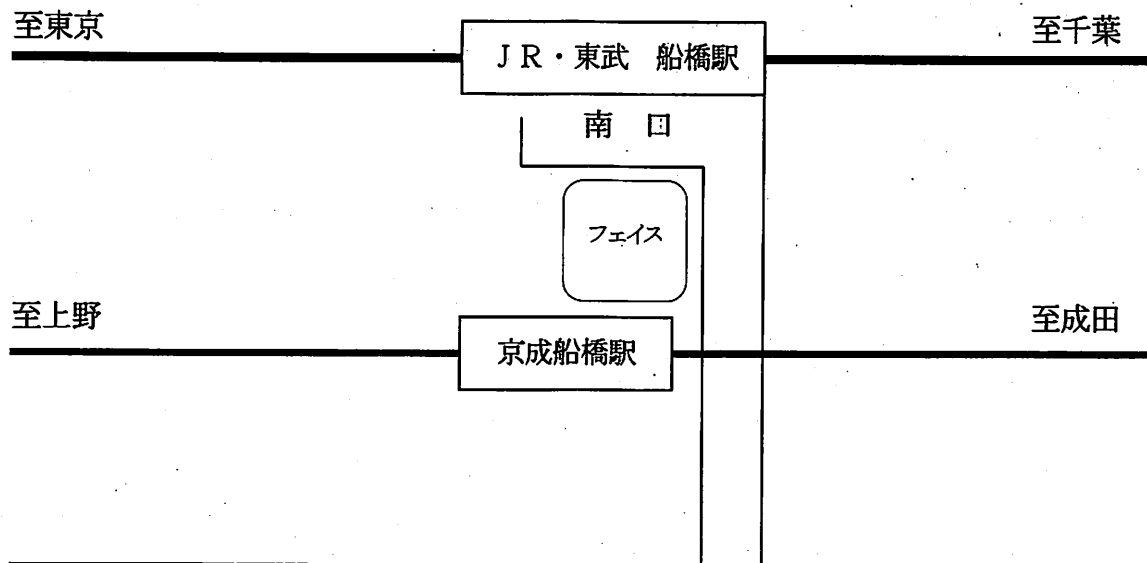 至東京
JR・東武 船橋駅
至千葉
南口
フェイス
至上野
京成船橋駅
至成田